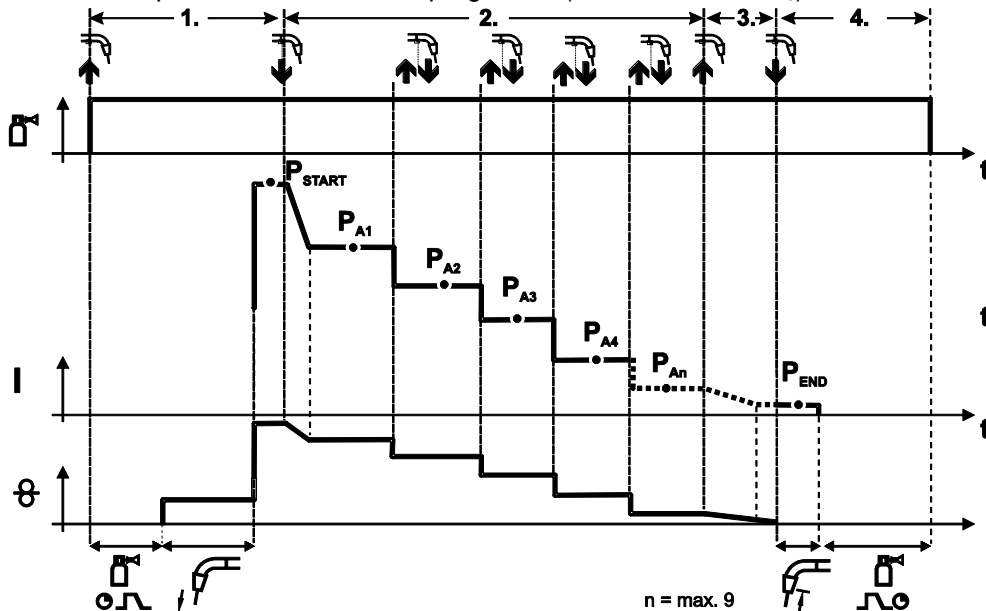 1. 2. 3. 4.
t
P START
P A1
P A2
P A3
t
P A4
P An
P END
I
t
n = max. 9